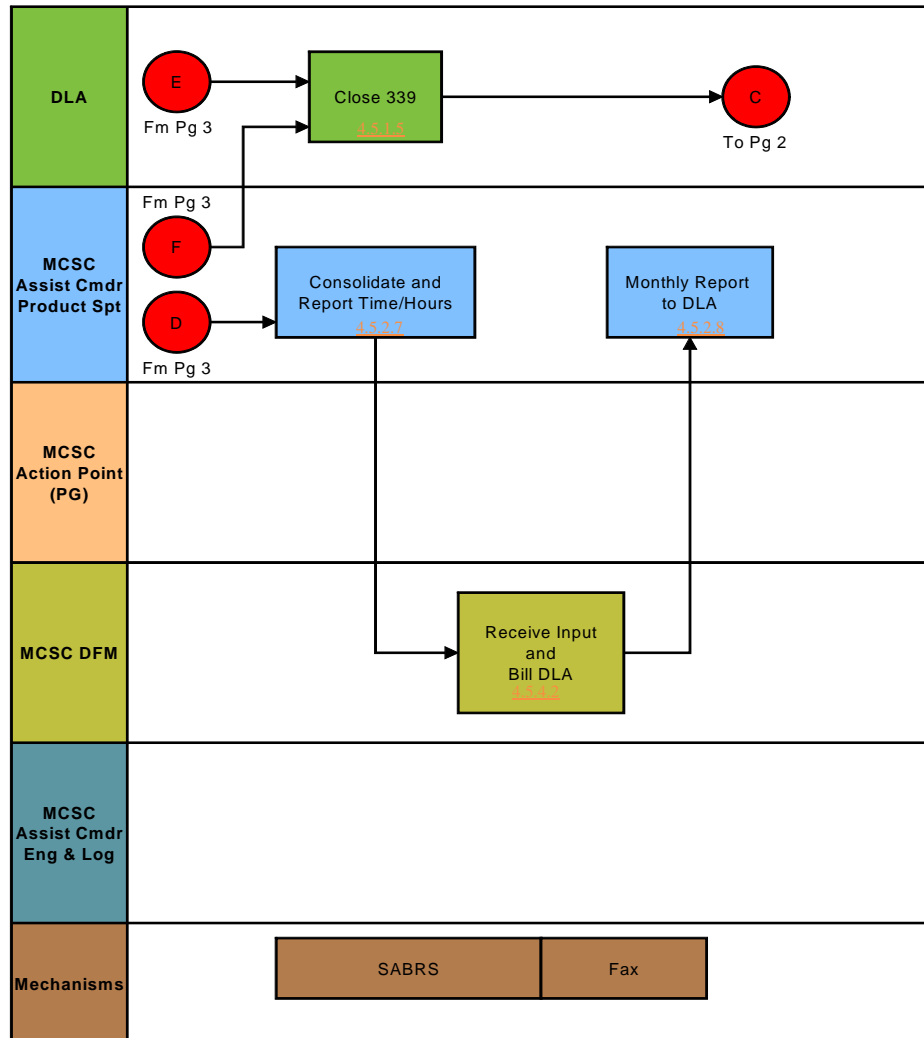 DLA
E
Fm Pg 3
Close 339
4.5.1.5
C
To Pg 2
MCSC
Assist Cmdr
Product Spt
Fm Pg 3
F
D
Fm Pg 3
Consolidate and
Report Time/Hours
4.5.2.7
Monthly Report
to DLA
4.5.2.8
MCSC
Action Point
(PG)
MCSC DFM
Receive Input
and
Bill DLA
4.5.4.2
MCSC
Assist Cmdr
Eng & Log
Mechanisms
SABRS
Fax